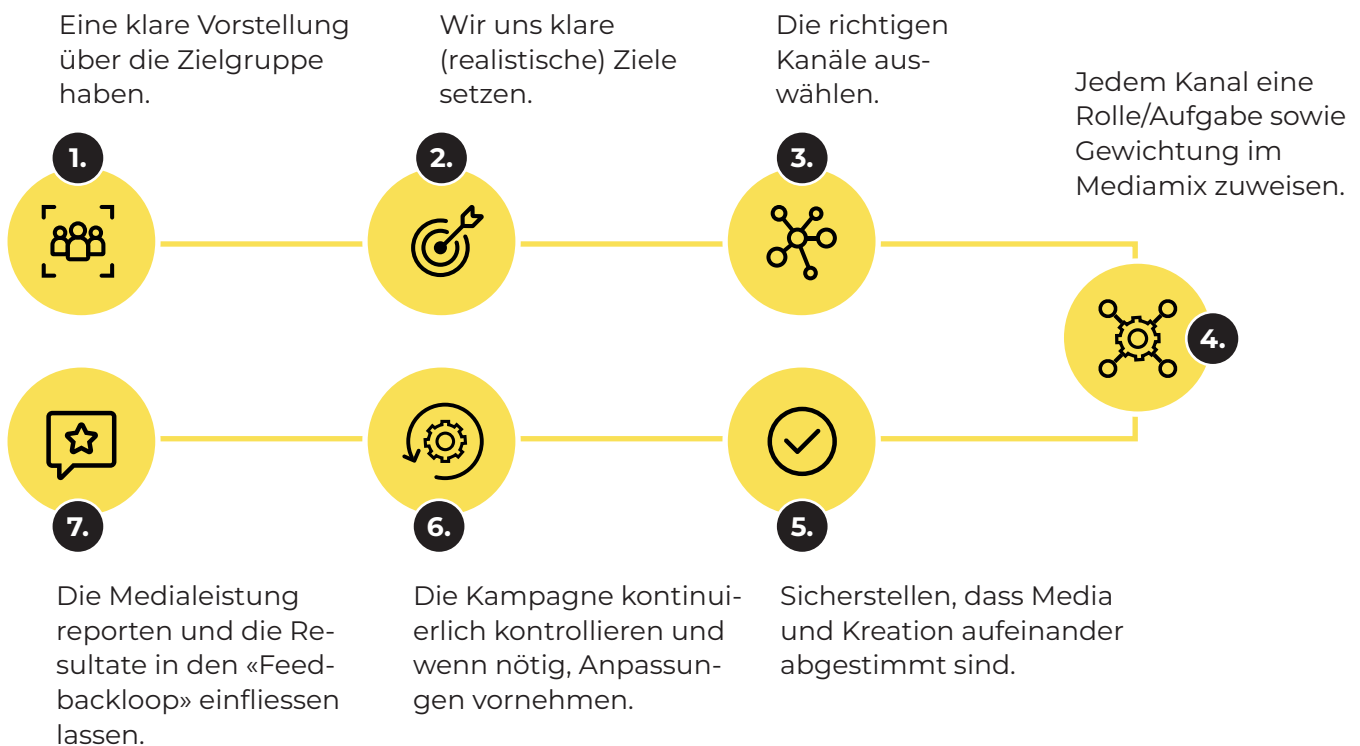 Eine klare Vorstellung
über die Zielgruppe
haben.
1.
Wir uns klare
(realistische) Ziele
setzen.
2.
Die richtigen
Kanäle aus-
wählen.
3.
Jedem Kanal eine
Rolle/Aufgabe sowie
Gewichtung im
Mediamix zuweisen.
4.
5.
Sicherstellen, dass Media
und Kreation aufeinander
abgestimmt sind.
6.
Die Kampagne kontinui-
erlich kontrollieren und
wenn nötig, Anpassun-
gen vornehmen.
7.
Die Medialeistung
reporten und die Re-
sultate in den «Feed-
backloop» einfliessen
lassen.